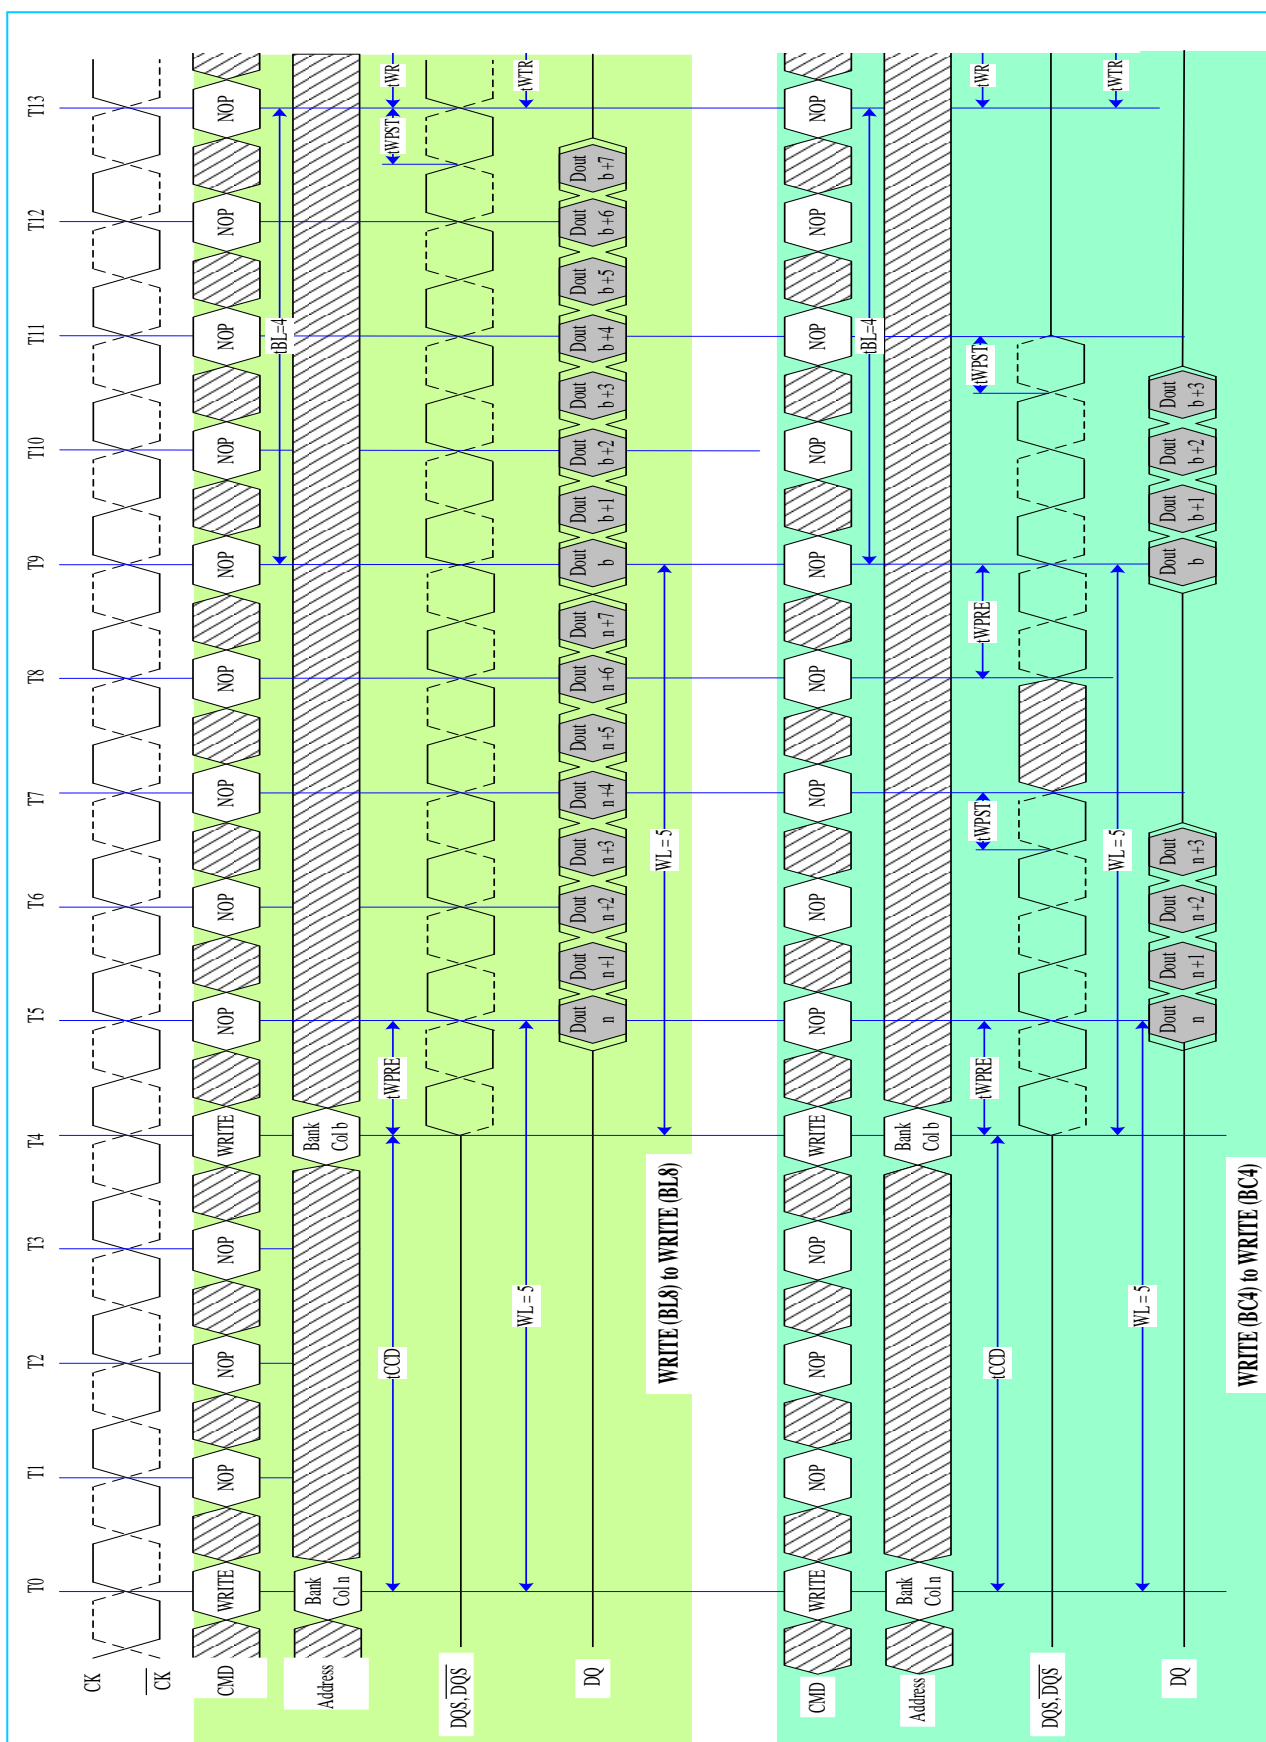 T0 T1 T2 T3 T4 T5 T6 T7 T8 T9 T10 T11 T12 T13
CK
CK
CMD WRITE NOP NOP NOP WRITE NOP NOP NOP NOP NOP NOP NOP NOP NOP
tBL=4
Address
Bank
Col n
Bank
Col b
tCCD tWPRE tWPST tWR
DQS, DQS
WL = 5 tWTR
DQ
Dout
n
Dout
n+1
Dout
n+2
Dout
n+3
Dout
n+4
Dout
n+5
Dout
n+6
Dout
n+7
Dout
b
Dout
b+1
Dout
b+2
Dout
b+3
Dout
b+4
Dout
b+5
Dout
b+6
Dout
b+7
WL = 5
WRITE (BL8) to WRITE (BL8)
CMD WRITE NOP NOP NOP WRITE NOP NOP NOP NOP NOP NOP NOP NOP NOP
tBL=4
Address
Bank
Col n
Bank
Col b
tCCD tWPRE tWPST tWPRE tWPST tWR
DQS, DQS
WL = 5 tWTR
WL = 5
DQ
Dout
n
Dout
n+1
Dout
n+2
Dout
n+3
Dout
b
Dout
b+1
Dout
b+2
Dout
b+3
WRITE (BC4) to WRITE (BC4)